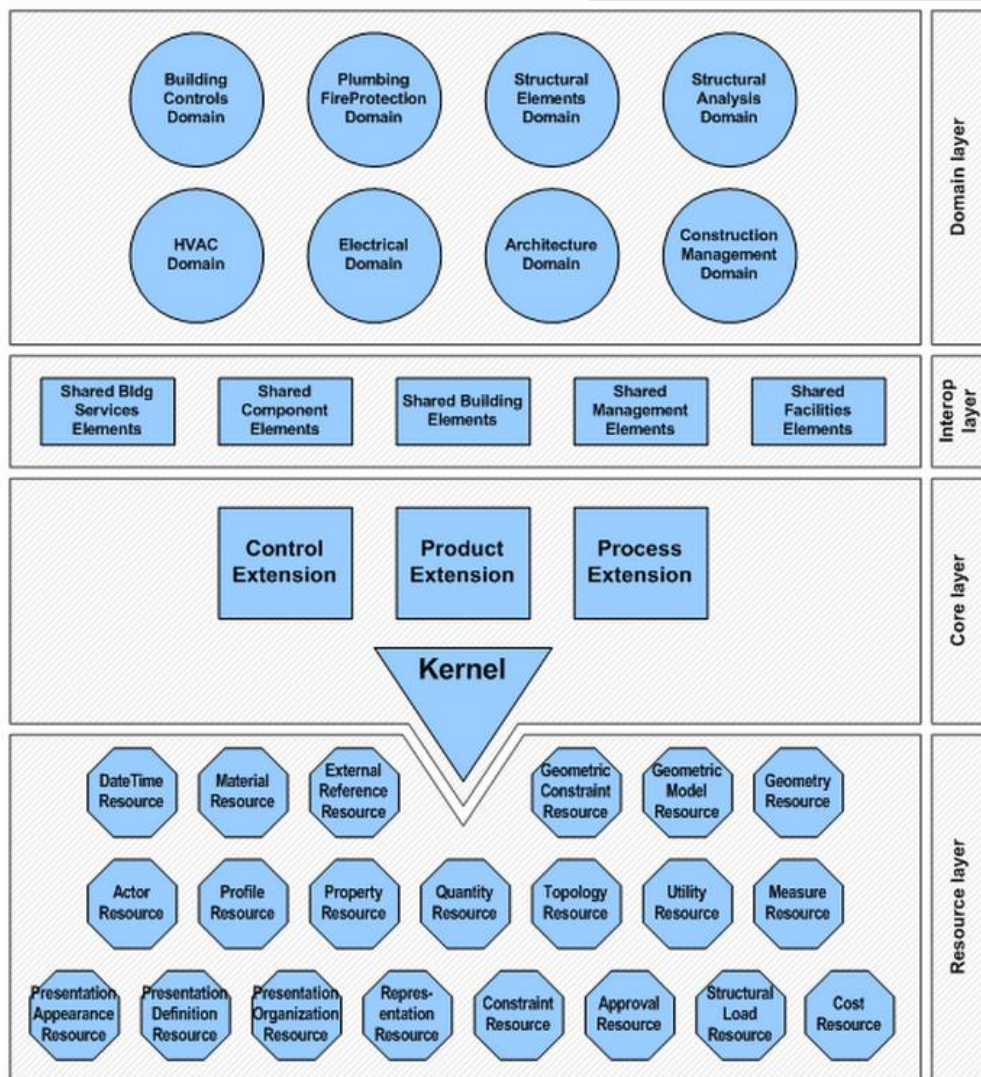 Building
Controls
Domain
Plumbing
FireProtection
Domain
Structural
Elements
Domain
Structural
Analysis
Domain
HVAC
Domain
Electrical
Domain
Architecture
Domain
Construction
Management
Domain
Domain layer
Shared Bldg
Services
Elements
Shared
Component
Elements
Shared Building
Elements
Shared
Management
Elements
Shared
Facilities
Elements
Interop
layer
Control
Extension
Product
Extension
Process
Extension
Kernel
Core layer
DateTime
Resource
Material
Resource
External
Reference
Resource
Geometric
Constraint
Resource
Geometric
Model
Resource
Geometry
Resource
Actor
Resource
Profile
Resource
Property
Resource
Quantity
Resource
Topology
Resource
Utility
Resource
Measure
Resource
Presentation
Appearance
Resource
Presentation
Definition
Resource
Presentation
Organization
Resource
Repres-
entation
Resource
Constraint
Resource
Approval
Resource
Structural
Load
Resource
Cost
Resource
Resource layer